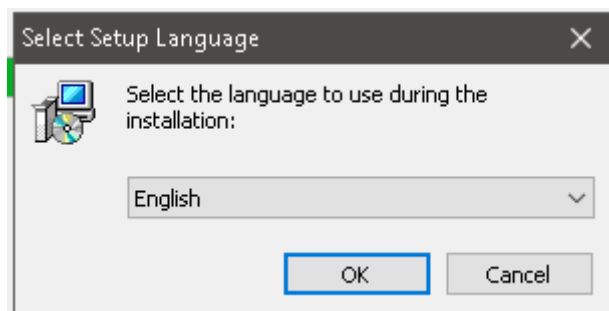 Select Setup Language
Select the language to use during the
installation:
English
OK
Cancel